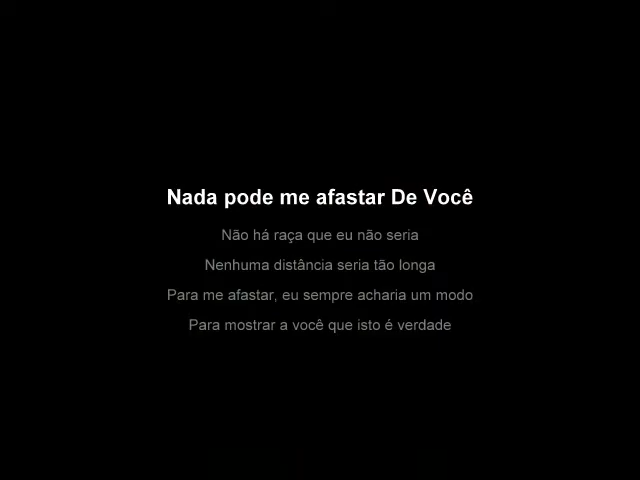 Nada pode me afastar De Você
Não há raça que eu não seria
Nenhuma distância seria tão longa
Para me afastar, eu sempre acharia um modo
Para mostrar a você que isto é verdade